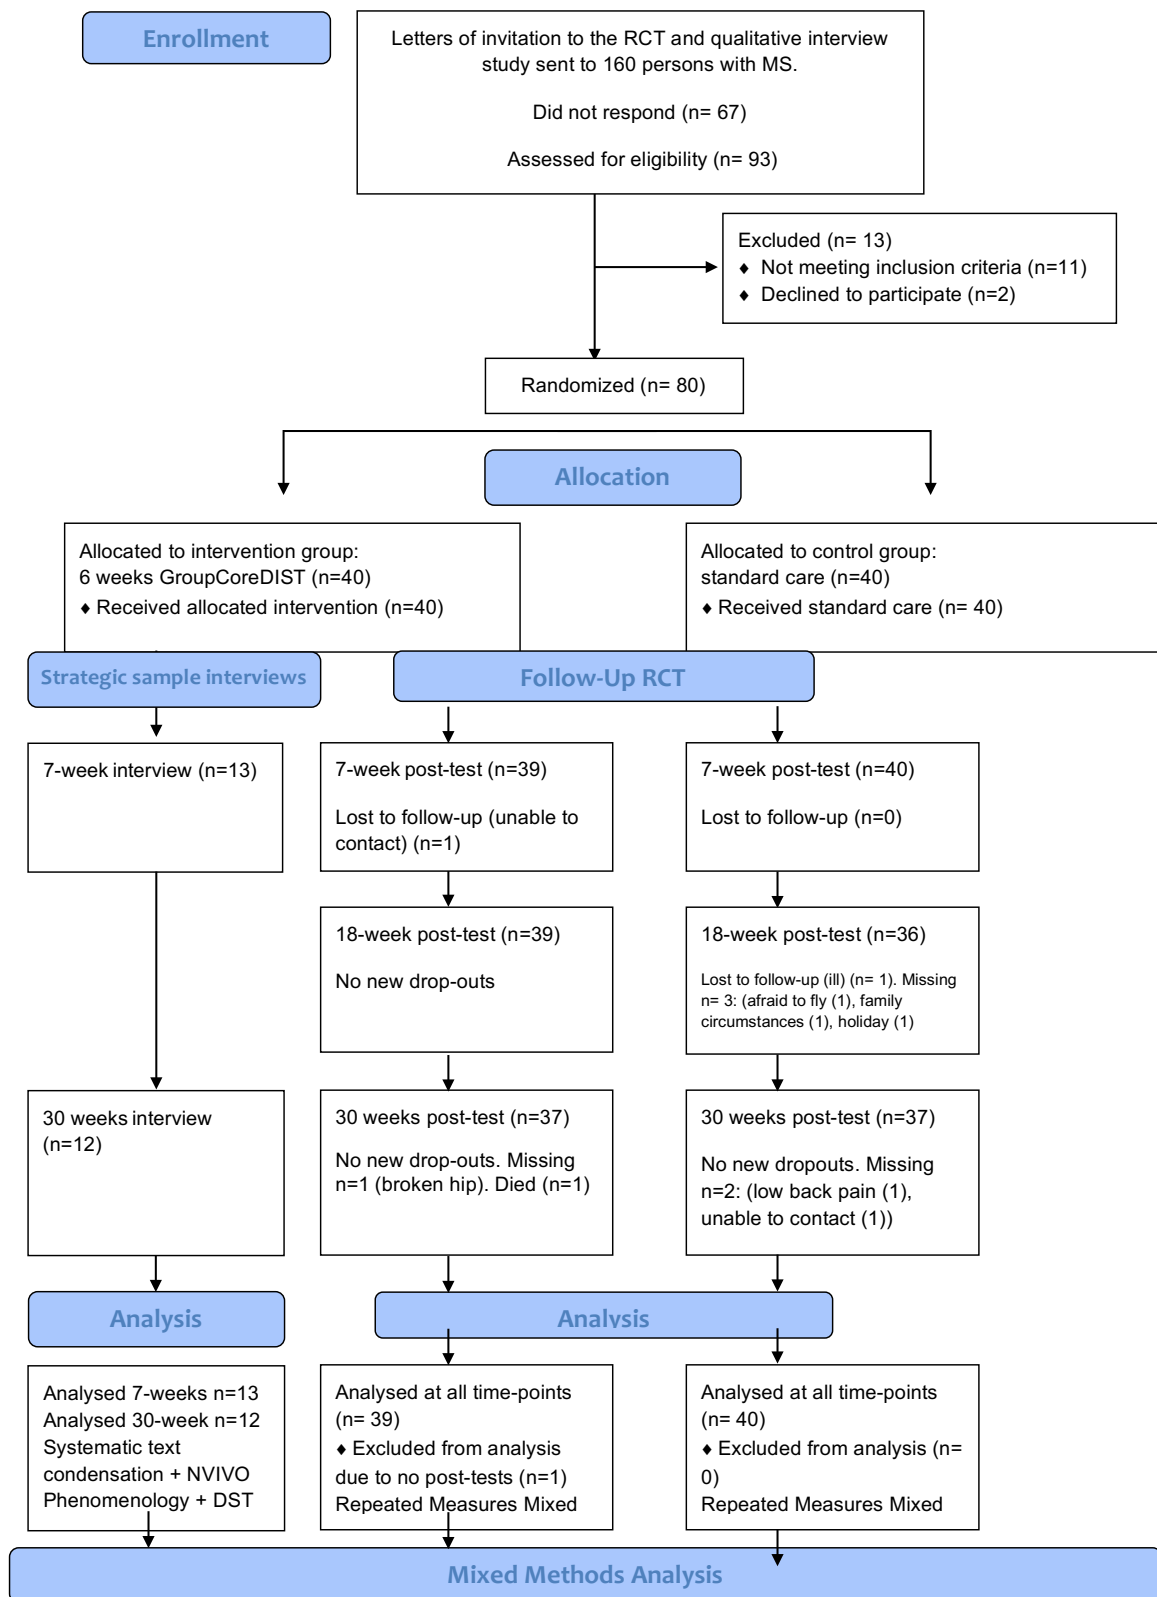 Enrollment
Letters of invitation to the RCT and qualitative interview
study sent to 160 persons with MS.
Did not respond (n= 67)
Assessed for eligibility (n= 93)
Excluded (n= 13)
♦ Not meeting inclusion criteria (n=11)
♦ Declined to participate (n=2)
Randomized (n= 80)
Allocation
Allocated to intervention group:
6 weeks GroupCoreDIST (n=40)
♦ Received allocated intervention (n=40)
Allocated to control group:
standard care (n=40)
♦ Received standard care (n= 40)
Strategic sample interviews
Follow-Up RCT
7-week interview (n=13)
7-week post-test (n=39)
Lost to follow-up (unable to
contact) (n=1)
7-week post-test (n=40)
Lost to follow-up (n=0)
18-week post-test (n=39)
No new drop-outs
18-week post-test (n=36)
Lost to follow-up (ill) (n= 1). Missing
n= 3: (afraid to fly (1), family
circumstances (1), holiday (1)
30 weeks interview
(n=12)
30 weeks post-test (n=37)
No new drop-outs. Missing
n=1 (broken hip). Died (n=1)
30 weeks post-test (n=37)
No new dropouts. Missing
n=2: (low back pain (1),
unable to contact (1))
Analysis
Analysis
Analysed 7-weeks n=13
Analysed 30-week n=12
Systematic text
condensation + NVIVO
Phenomenology + DST
Analysed at all time-points
(n= 39)
♦ Excluded from analysis
due to no post-tests (n=1)
Repeated Measures Mixed
Analysed at all time-points
(n= 40)
♦ Excluded from analysis (n=
0)
Repeated Measures Mixed
Mixed Methods Analysis